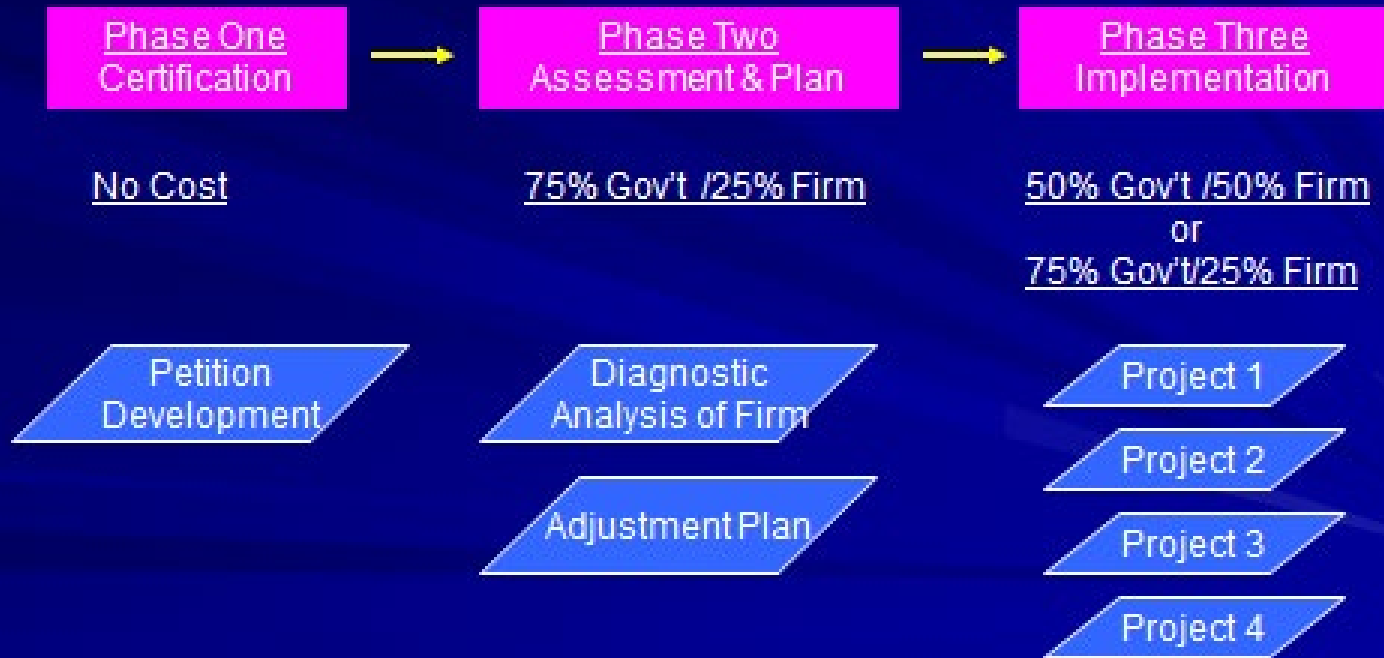 Phase One
Certification
Phase Two
Assessment & Plan
Phase Three
Implementation
No Cost
75% Gov't /25% Firm
50% Gov't /50% Firm
or
75% Gov't/25% Firm
Petition
Development
Diagnostic
Analysis of Firm
Adjustment Plan
Project 1
Project 2
Project 3
Project 4